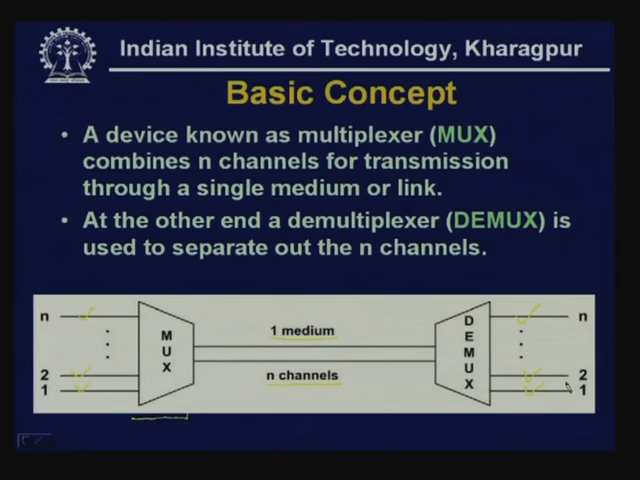 Indian Institute of Technology, Kharagpur
Basic Concept
• A device known as multiplexer (MUX)
combines n channels for transmission
through a single medium or link.
• At the other end a demultiplexer (DEMUX) is
used to separate out the n channels.
n
2
1
MUX
1 medium
n channels
DEMUX
n
2
1